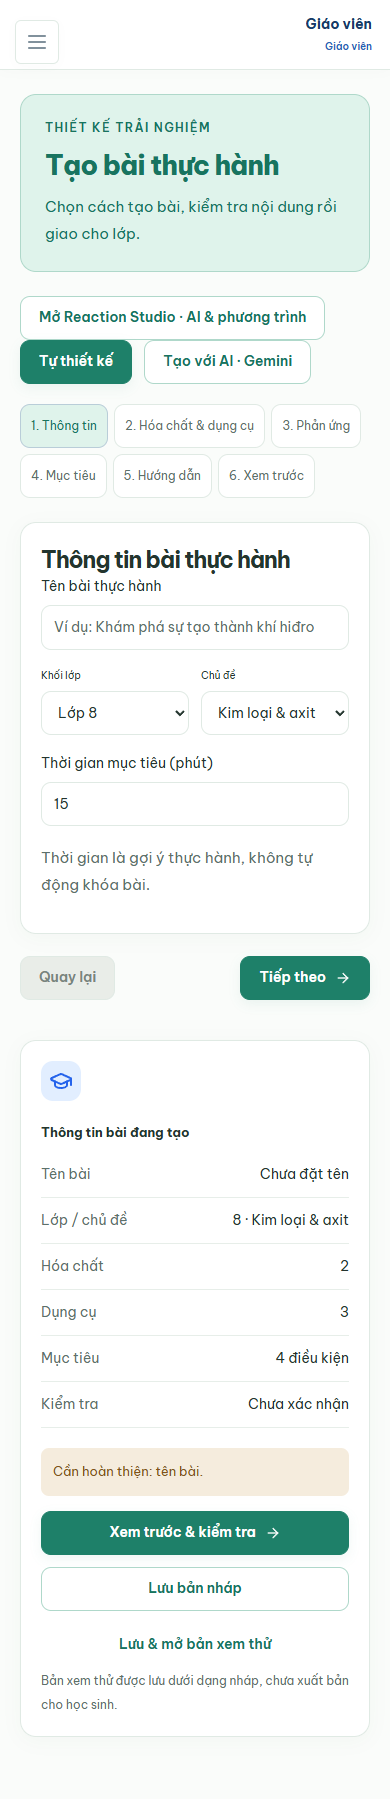 Giáo viên
Giáo viên
THIẾT KẾ TRẢI NGHIỆM
Tạo bài thực hành
Chọn cách tạo bài, kiểm tra nội dung rồi
giao cho lớp.
Mở Reaction Studio · AI & phương trình
Tự thiết kế
Tạo với AI · Gemini
1. Thông tin
2. Hóa chất & dụng cụ
3. Phản ứng
4. Mục tiêu
5. Hướng dẫn
6. Xem trước
Thông tin bài thực hành
Tên bài thực hành
Ví dụ: Khám phá sự tạo thành khí hiđro
Khối lớp
Chủ đề
Lớp 8
Kim loại & axit
Thời gian mục tiêu (phút)
15
Thời gian là gợi ý thực hành, không tự
động khóa bài.
Quay lại
Tiếp theo →
Thông tin bài đang tạo
Tên bài
Chưa đặt tên
Lớp / chủ đề
8 · Kim loại & axit
Hóa chất
2
Dụng cụ
3
Mục tiêu
4 điều kiện
Kiểm tra
Chưa xác nhận
Cần hoàn thiện: tên bài.
Xem trước & kiểm tra →
Lưu bản nháp
Lưu & mở bản xem thử
Bản xem thử được lưu dưới dạng nháp, chưa xuất bản
cho học sinh.